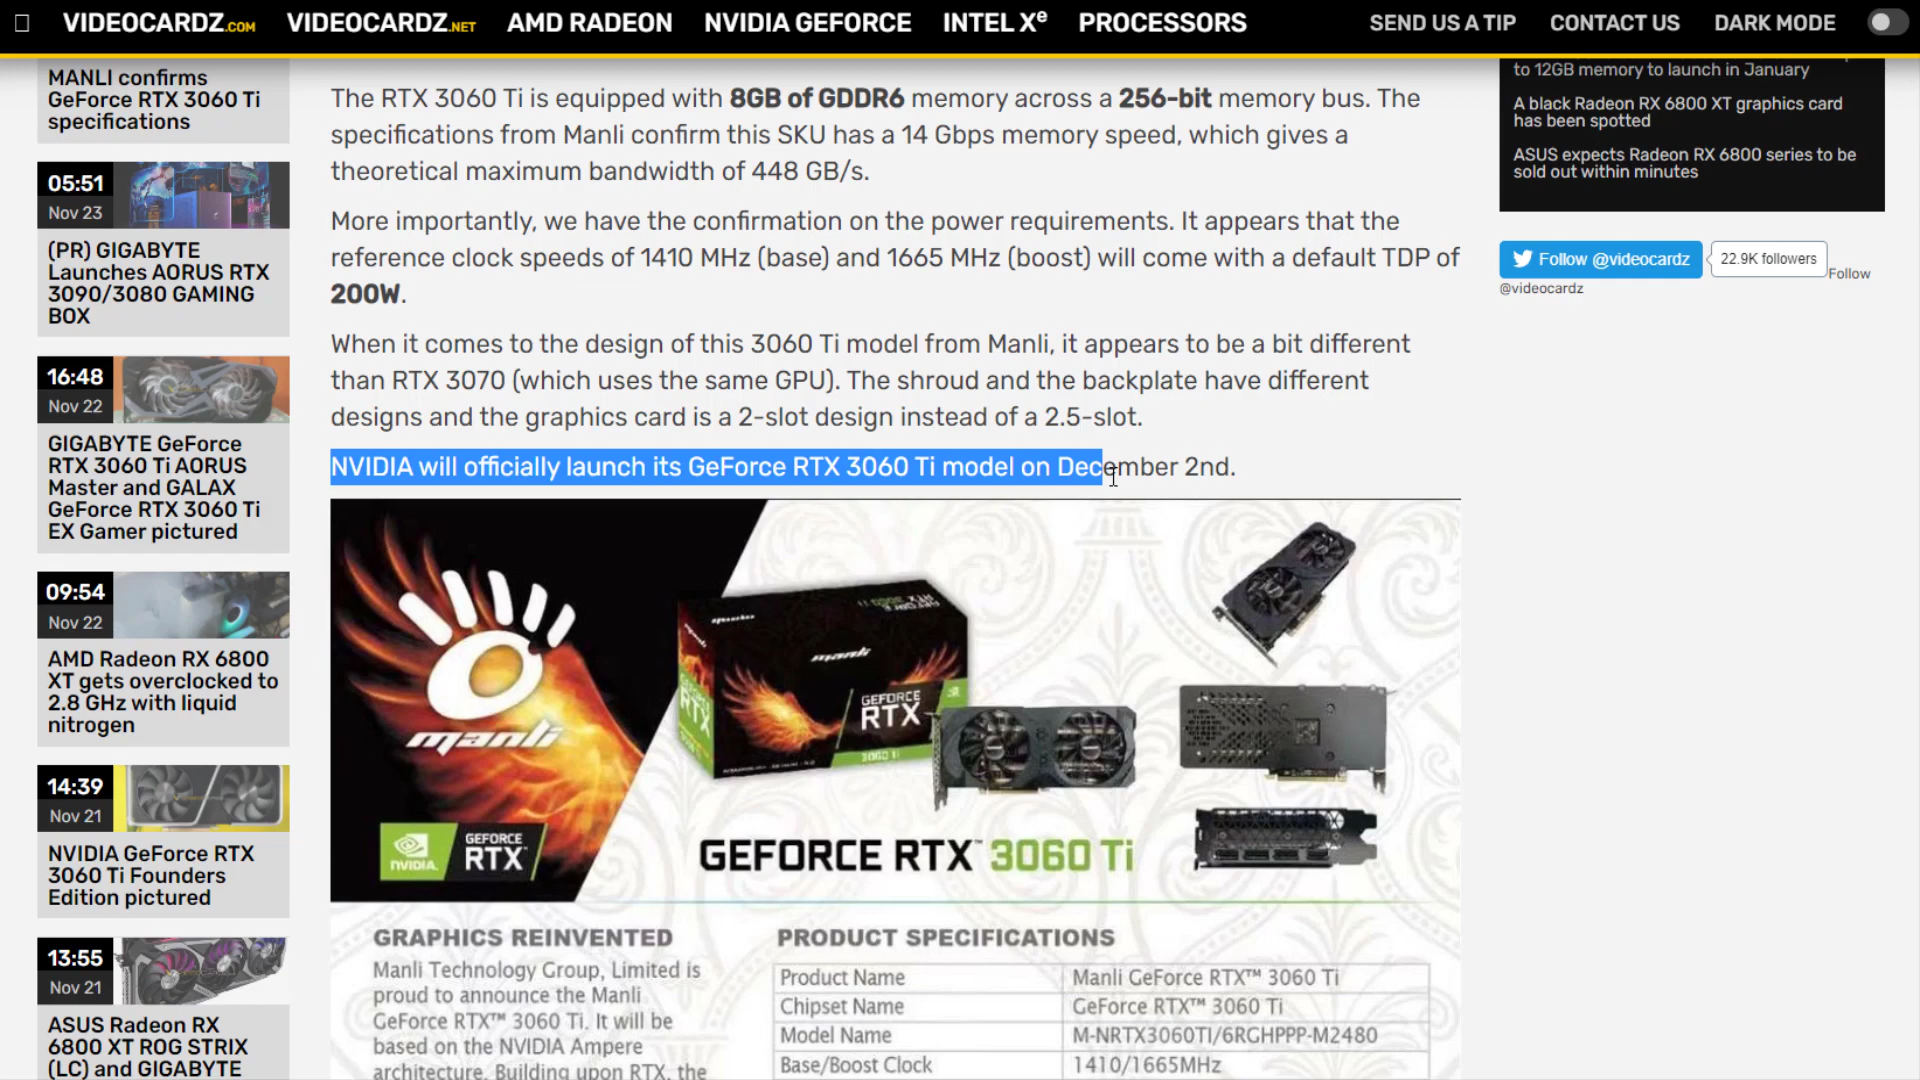 VIDEOCARDZ.COM
VIDEOCARDZ.NET
AMD RADEON
NVIDIA GEFORCE
INTEL Xe
PROCESSORS
SEND US A TIP
CONTACT US
DARK MODE
MANLI confirms
GeForce RTX 3060 Ti
specifications
05:51
Nov 23
(PR) GIGABYTE
Launches AORUS RTX
3090/3080 GAMING
BOX
16:48
Nov 22
GIGABYTE GeForce
RTX 3060 Ti AORUS
Master and GALAX
GeForce RTX 3060 Ti
EX Gamer pictured
09:54
Nov 22
AMD Radeon RX 6800
XT gets overclocked to
2.8 GHz with liquid
nitrogen
14:39
Nov 21
NVIDIA GeForce RTX
3060 Ti Founders
Edition pictured
13:55
Nov 21
ASUS Radeon RX
6800 XT ROG STRIX
(LC) and GIGABYTE
The RTX 3060 Ti is equipped with 8GB of GDDR6 memory across a 256-bit memory bus. The
specifications from Manli confirm this SKU has a 14 Gbps memory speed, which gives a
theoretical maximum bandwidth of 448 GB/s.
More importantly, we have the confirmation on the power requirements. It appears that the
reference clock speeds of 1410 MHz (base) and 1665 MHz (boost) will come with a default TDP of
200W.
When it comes to the design of this 3060 Ti model from Manli, it appears to be a bit different
than RTX 3070 (which uses the same GPU). The shroud and the backplate have different
designs and the graphics card is a 2-slot design instead of a 2.5-slot.
NVIDIA will officially launch its GeForce RTX 3060 Ti model on December 2nd.
manli
manli
GEFORCE
RTX
3060 Ti
NVIDIA.
GEFORCE
RTX™
GEFORCE RTX™ 3060 Ti
GRAPHICS REINVENTED
Manli Technology Group, Limited is
proud to announce the Manli
GeForce RTX™ 3060 Ti. It will be
based on the NVIDIA Ampere
architecture. Building upon RTX, the
PRODUCT SPECIFICATIONS
Product Name Manli GeForce RTX™ 3060 Ti
Chipset Name GeForce RTX™ 3060 Ti
Model Name M-NRTX3060TI/6RGHPPP-M2480
Base/Boost Clock 1410/1665MHz
to 12GB memory to launch in January
A black Radeon RX 6800 XT graphics card
has been spotted
ASUS expects Radeon RX 6800 series to be
sold out within minutes
Follow @videocardz
22.9K followers
Follow
@videocardz